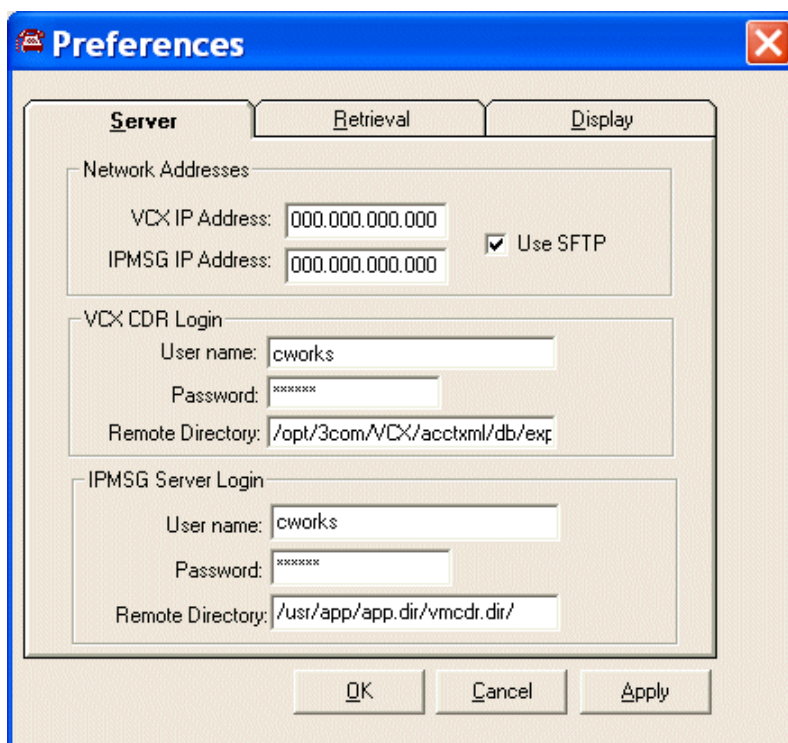 Preferences
Server Retrieval Display
Network Addresses
VCX IP Address: 000.000.000.000
Use SFTP
IPMSG IP Address: 000.000.000.000
VCX CDR Login
User name: cworks
Password: ******
Remote Directory: /opt/3com/VCX/acctxml/db/exp
IPMSG Server Login
User name: cworks
Password: ******
Remote Directory: /usr/app/app.dir/vmcdr.dir/
OK Cancel Apply